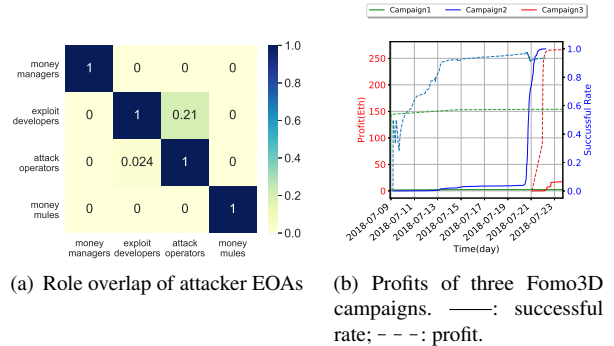 Campaign1 Campaign2 Campaign3
money
managers
exploit
developers
attack
operators
money
mules
1 0 0 0
0 1 0.21 0
0 0.024 1 0
0 0 0 1
money
managers
exploit
developers
attack
operators
money
mules
1.0
0.8
0.6
0.4
0.2
0.0
Profit(Eth)
250
200
150
100
50
0
1.0
0.8
0.6
0.4
0.2
0.0
Successful Rate
2018-07-09
2018-07-11
2018-07-13
2018-07-15
2018-07-17
2018-07-19
2018-07-21
2018-07-23
Time(day)
(a) Role overlap of attacker EOAs
(b) Profits of three Fomo3D
campaigns. ——: successful
rate; - - -: profit.